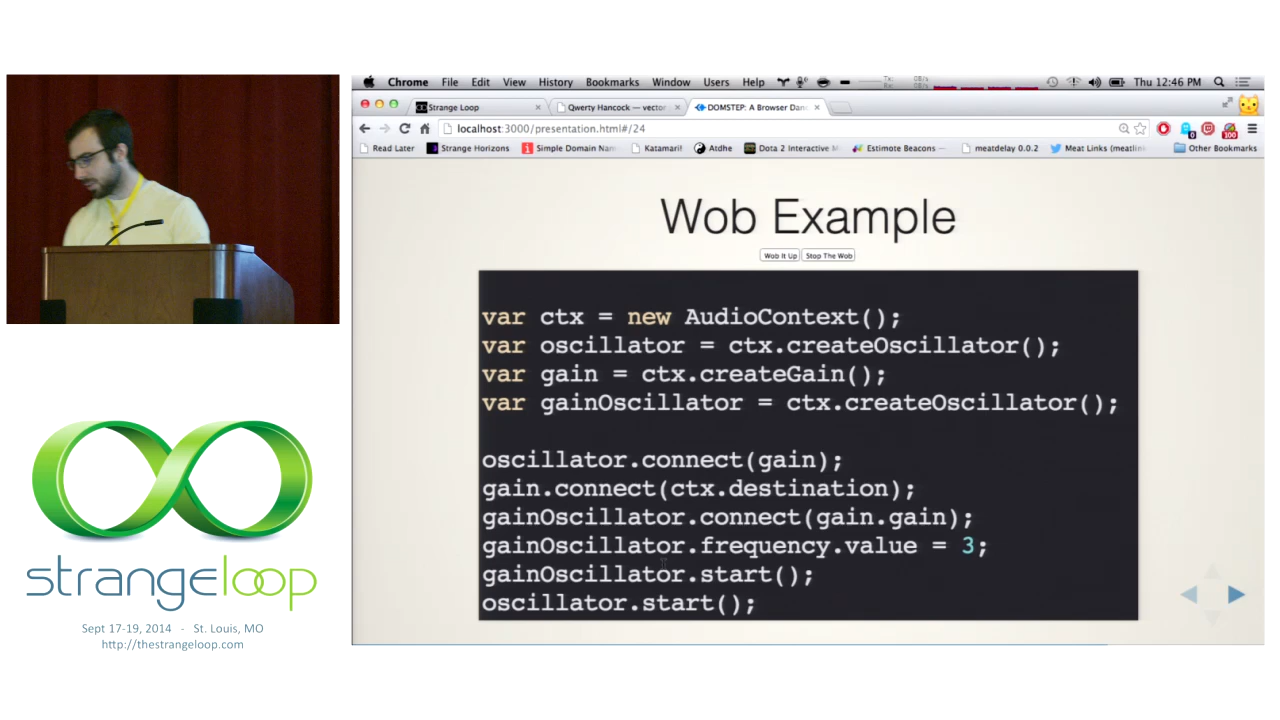 Chrome File Edit View History Bookmarks Window Users Help Thu 12:46 PM
Strange Loop
Qwerty Hancock — vector
DOMSTEP: A Browser Dan
localhost:3000/presentation.html#/24
Read Later Strange Horizons Simple Domain Nam Katamari! Atdhe Dota 2 Interactive M Estimote Beacons — meatdelay 0.0.2 Meat Links (meatlin Other Bookmarks
Wob Example
Wob It Up Stop The Wob
var ctx = new AudioContext();
var oscillator = ctx.createOscillator();
var gain = ctx.createGain();
var gainOscillator = ctx.createOscillator();
oscillator.connect(gain);
gain.connect(ctx.destination);
gainOscillator.connect(gain.gain);
gainOscillator.frequency.value = 3;
gainOscillator.start();
oscillator.start();
strangeloop
Sept 17-19, 2014 - St. Louis, MO
http://thestrangeloop.com